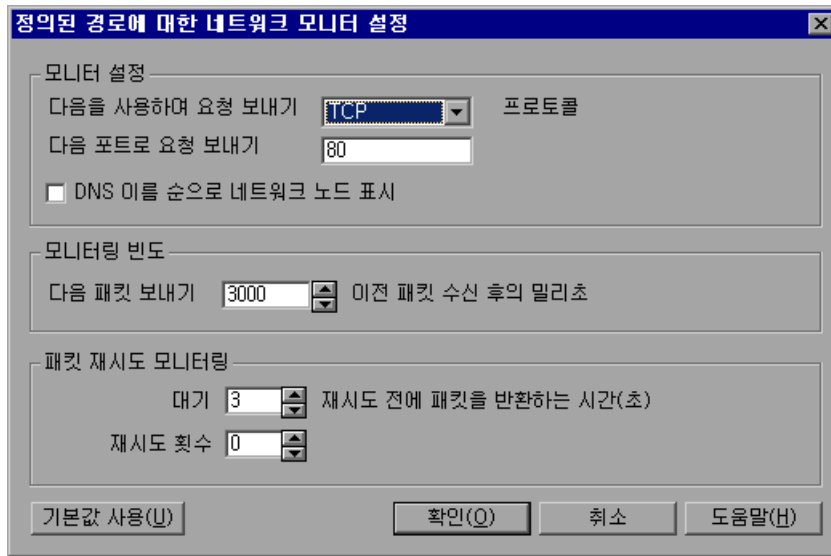 정의된 경로에 대한 네트워크 모니터 설정
모니터 설정
다음을 사용하여 요청 보내기 TCP 프로토콜
다음 포트로 요청 보내기 80
DNS 이름 순으로 네트워크 노드 표시
모니터링 빈도
다음 패킷 보내기 3000 이전 패킷 수신 후의 밀리초
패킷 재시도 모니터링
대기 3 재시도 전에 패킷을 반환하는 시간(초)
재시도 횟수 0
기본값 사용(U) 확인(O) 취소 도움말(H)